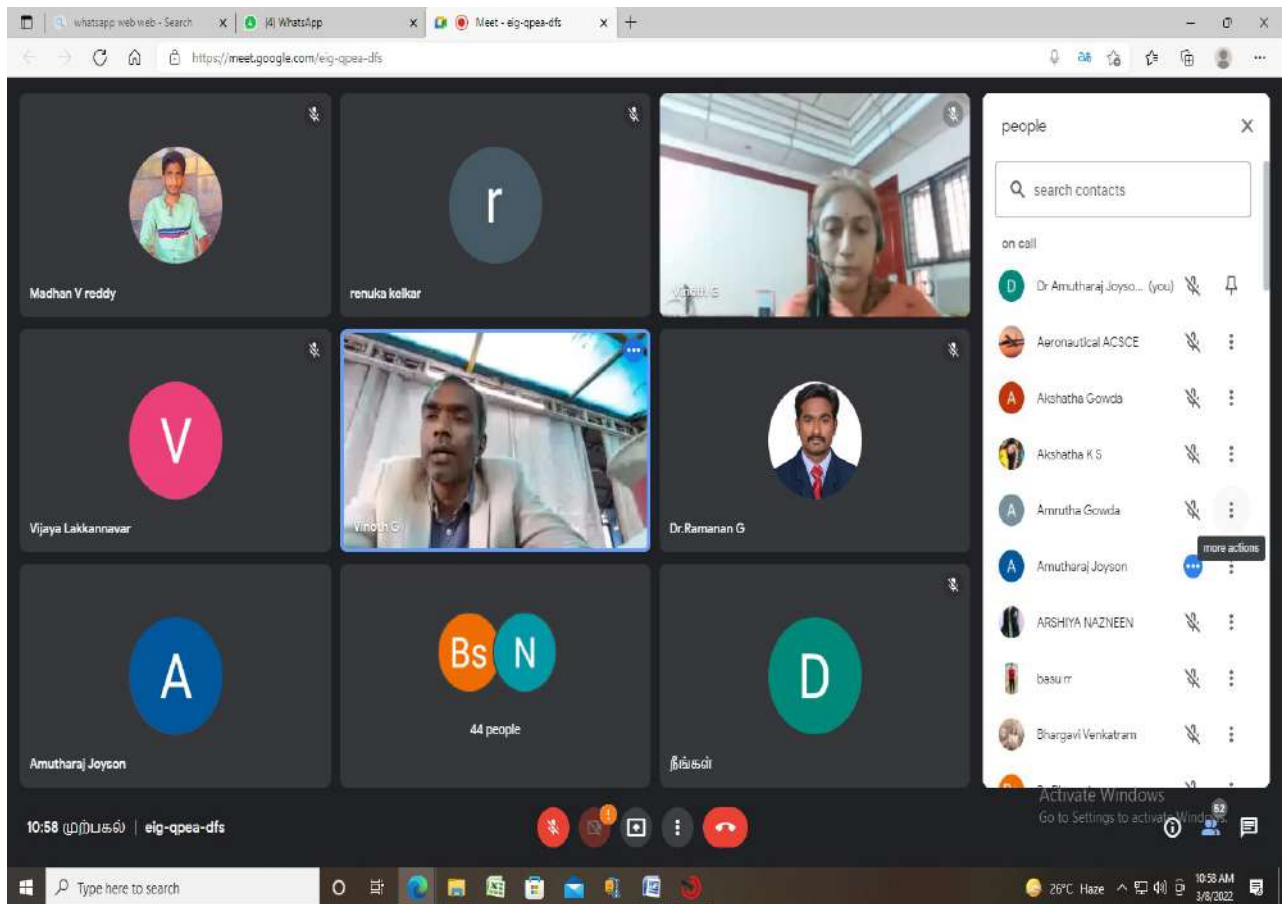 whatsapp web web - Search
(4) WhatsApp
Meet - eig-qpea-dfs
https://meet.google.com/eig-qpea-dfs
Madhan V reddy
r
renuka kelkar
Vinoth G
V
Vijaya Lakkannavar
Vinoth G
Dr.Ramanan G
A
Amutharaj Joyson
Bs N
44 people
D
நீங்கள்
people
search contacts
on call
D Dr Amutharaj Joyso... (you)
Aeronautical ACSCE
A Akshatha Gowda
Akshatha K S
A Amrutha Gowda
more actions
A Amutharaj Joyson
ARSHIYA NAZNEEN
basu rr
Bhargavi Venkatram
Activate Windows
Go to Settings to activate Windows.
10:58 முற்பகல் | eig-qpea-dfs
52
Type here to search
26°C Haze
10:58 AM
3/8/2022